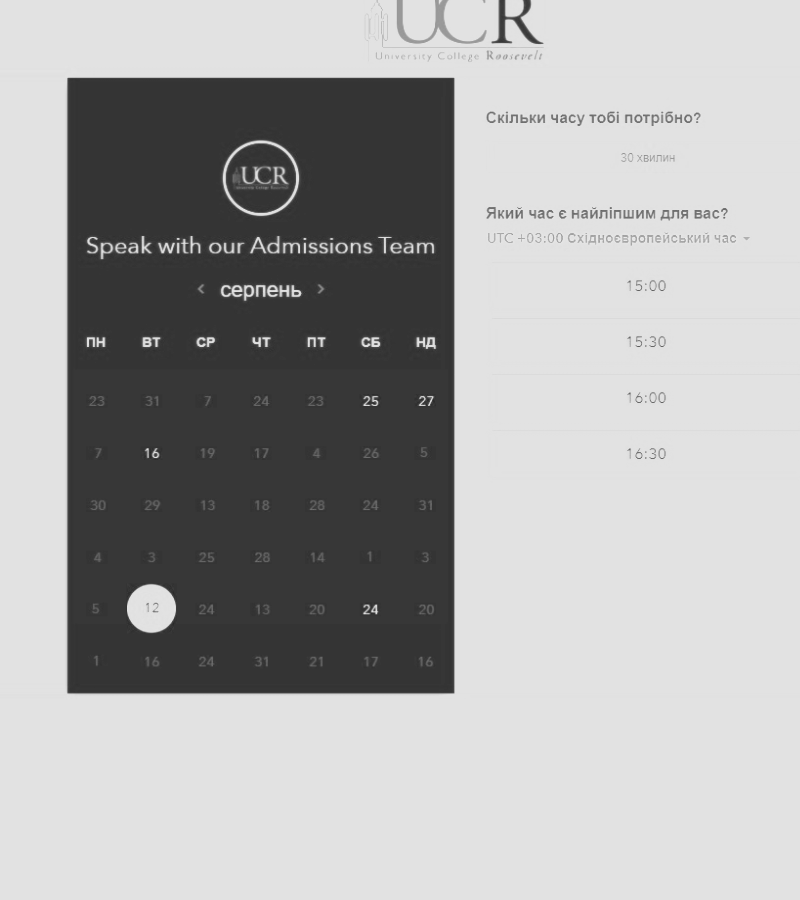 UCR
University College Roosevelt
UCR
Speak with our Admissions Team
серпень
ПН ВТ СР ЧТ ПТ СБ НД
23 31 7 24 23 25 27
7 16 19 17 4 26 5
30 29 13 18 28 24 31
4 3 25 28 14 1 3
5 12 24 13 20 24 20
1 16 24 31 21 17 16
Скільки часу тобі потрібно?
30 хвилин
Який час є найліпшим для вас?
UTC +03:00 Східноєвропейський час
15:00
15:30
16:00
16:30